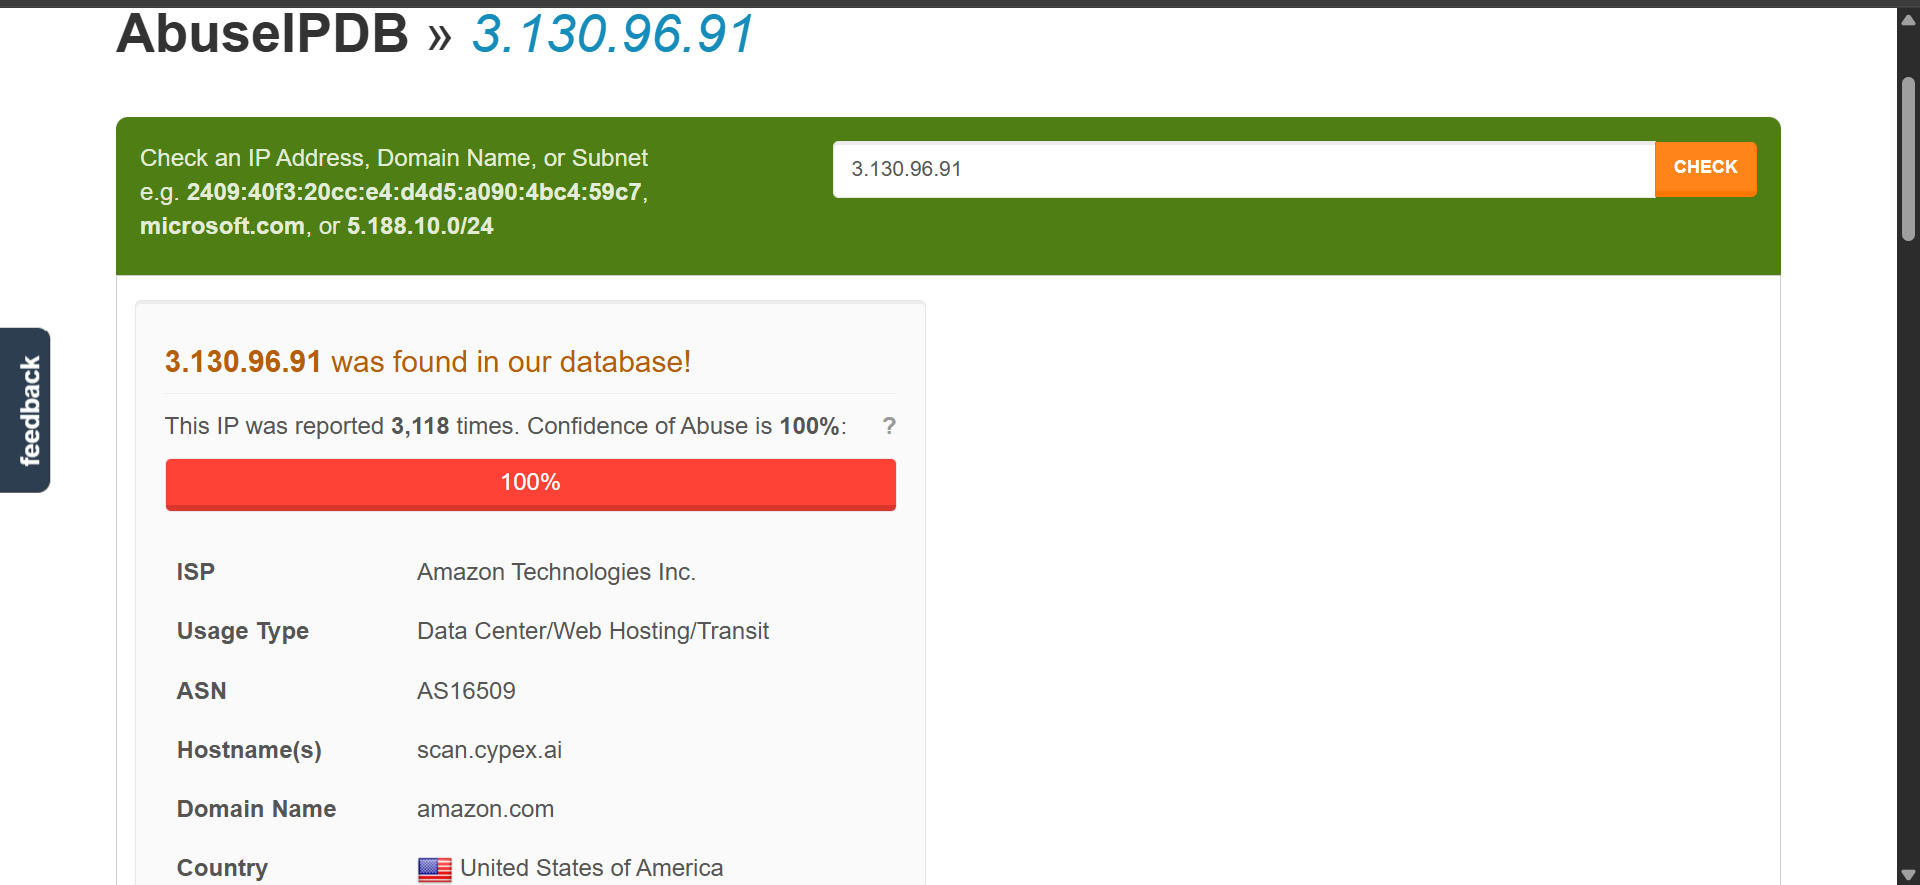 AbuseIPDB » 3.130.96.91
Check an IP Address, Domain Name, or Subnet
e.g. 2409:40f3:20cc:e4:d4d5:a090:4bc4:59c7,
microsoft.com, or 5.188.10.0/24
3.130.96.91
CHECK
feedback
3.130.96.91 was found in our database!
This IP was reported 3,118 times. Confidence of Abuse is 100%: ?
100%
ISP Amazon Technologies Inc.
Usage Type Data Center/Web Hosting/Transit
ASN AS16509
Hostname(s) scan.cypex.ai
Domain Name amazon.com
Country United States of America